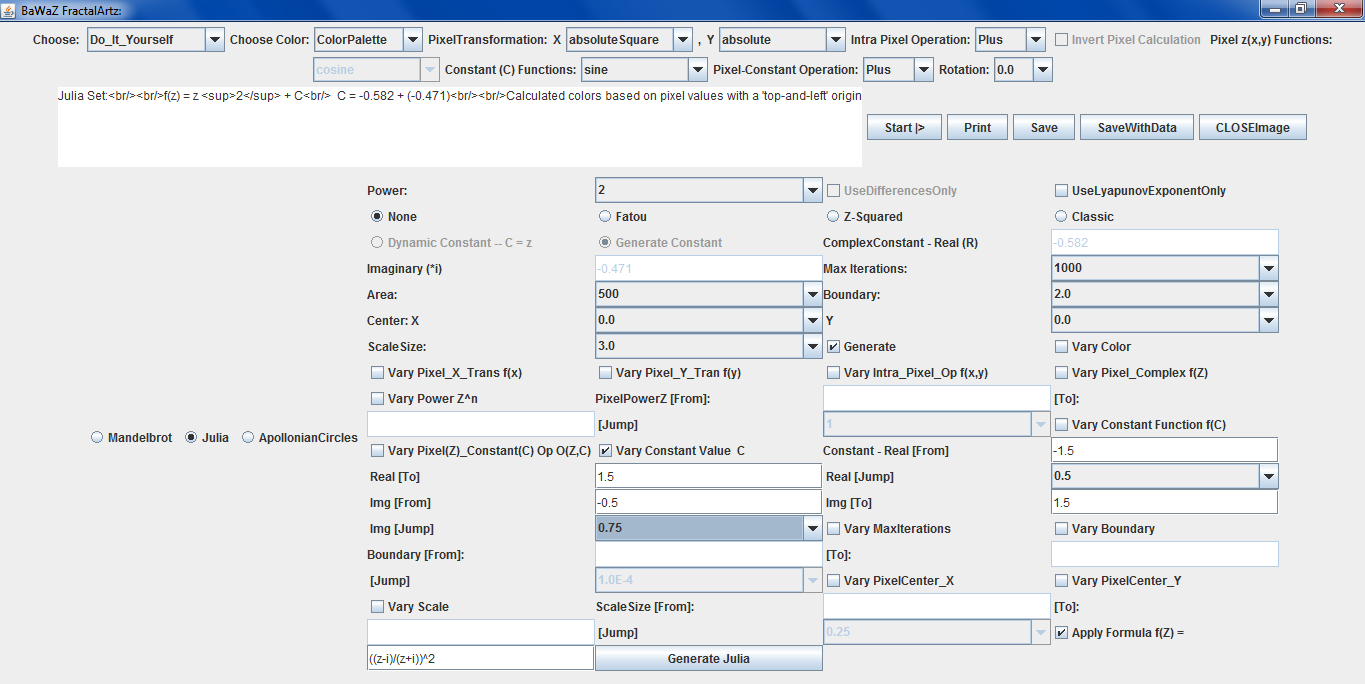 BaWaZ FractalArtz:
Choose: Do_It_Yourself Choose Color: ColorPalette PixelTransformation: X absoluteSquare , Y absolute Intra Pixel Operation: Plus Invert Pixel Calculation Pixel z(x,y) Functions:
cosine Constant (C) Functions: sine Pixel-Constant Operation: Plus Rotation: 0.0
Julia Set:<br/><br/>f(z) = z <sup>2</sup> + C<br/> C = -0.582 + (-0.471)<br/><br/>Calculated colors based on pixel values with a 'top-and-left' origin
Start |> Print Save SaveWithData CLOSEImage
Power: 2 UseDifferencesOnly UseLyapunovExponentOnly
None Fatou Z-Squared Classic
Dynamic Constant -- C = z Generate Constant ComplexConstant - Real (R) -0.582
Imaginary (*i) -0.471 Max Iterations: 1000
Area: 500 Boundary: 2.0
Center: X 0.0 Y 0.0
ScaleSize: 3.0 Generate Vary Color
Vary Pixel_X_Trans f(x) Vary Pixel_Y_Tran f(y) Vary Intra_Pixel_Op f(x,y) Vary Pixel_Complex f(Z)
Vary Power Z^n PixelPowerZ [From]: [To]:
[Jump] 1 Vary Constant Function f(C)
Mandelbrot Julia ApollonianCircles
Vary Pixel(Z)_Constant(C) Op O(Z,C) Vary Constant Value C Constant - Real [From] -1.5
Real [To] 1.5 Real [Jump] 0.5
Img [From] -0.5 Img [To] 1.5
Img [Jump] 0.75 Vary MaxIterations Vary Boundary
Boundary [From]: [To]:
[Jump] 1.0E-4 Vary PixelCenter_X Vary PixelCenter_Y
Vary Scale ScaleSize [From]: [To]:
[Jump] 0.25 Apply Formula f(Z) =
((z-i)/(z+i))^2 Generate Julia